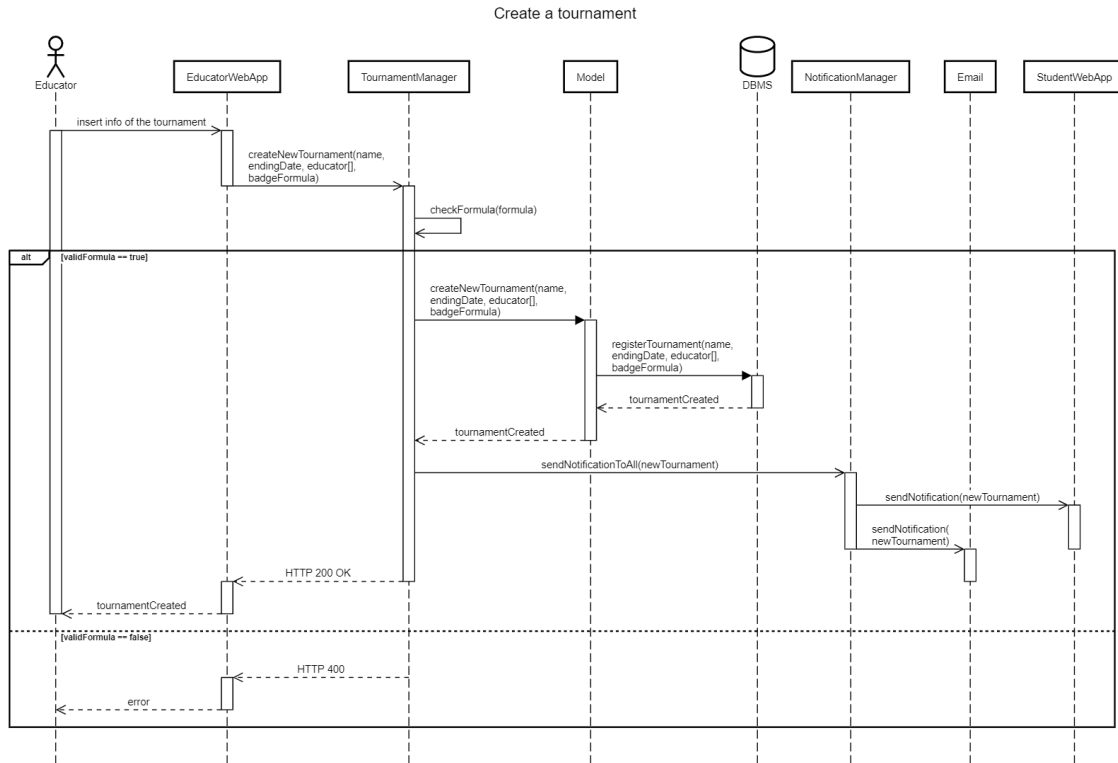 Create a tournament
Educator
EducatorWebApp
TournamentManager
Model
DBMS
NotificationManager
Email
StudentWebApp
insert info of the tournament
createNewTournament(name,
endingDate, educator[],
badgeFormula)
checkFormula(formula)
alt
[validFormula == true]
createNewTournament(name,
endingDate, educator[],
badgeFormula)
registerTournament(name,
endingDate, educator[],
badgeFormula)
tournamentCreated
tournamentCreated
sendNotificationToAll(newTournament)
sendNotification(newTournament)
sendNotification(
newTournament)
HTTP 200 OK
tournamentCreated
[validFormula == false]
HTTP 400
error